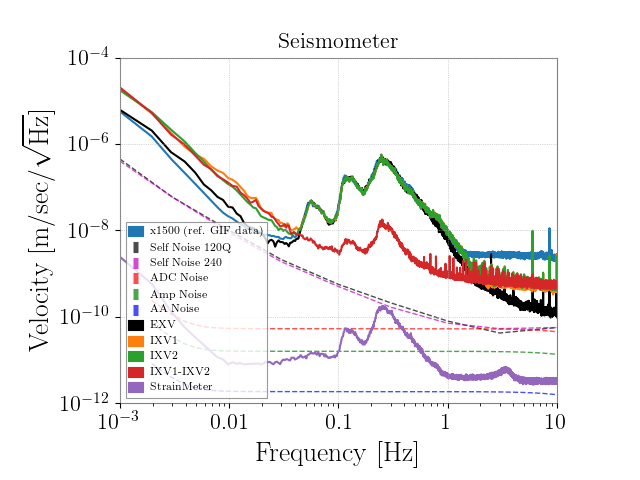 Seismometer
Velocity [m/sec/√Hz]
10⁻⁴
10⁻⁶
10⁻⁸
10⁻¹⁰
10⁻¹²
x1500 (ref. GIF data)
Self Noise 120Q
Self Noise 240
ADC Noise
Amp Noise
AA Noise
EXV
IXV1
IXV2
IXV1-IXV2
StrainMeter
10⁻³ 0.01 0.1 1 10
Frequency [Hz]